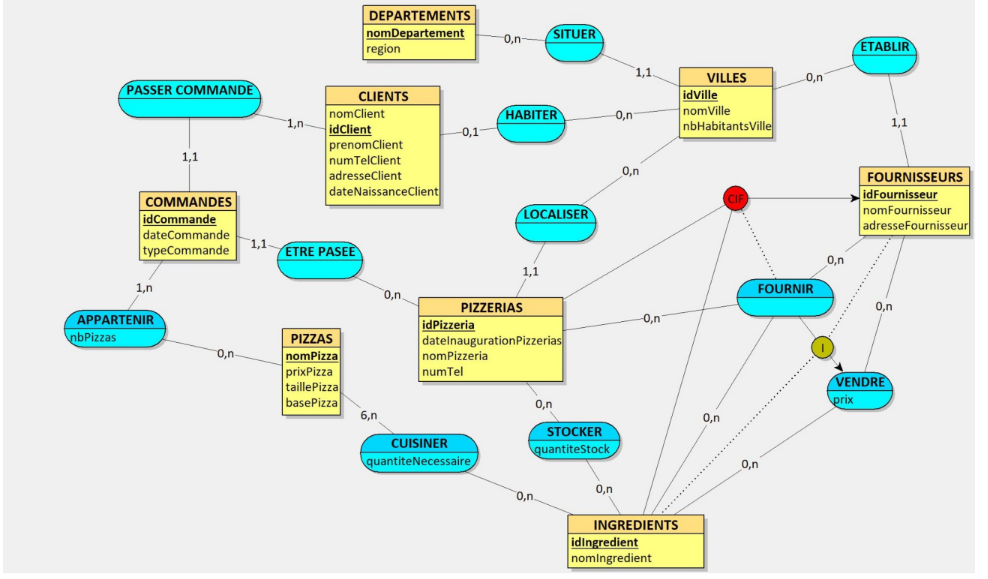 DEPARTEMENTS
nomDepartement
region
0,n
SITUER
1,1
ETABLIR
0,n
1,1
VILLES
idVille
nomVille
nbHabitantsVille
PASSER COMMANDE
1,n
1,1
CLIENTS
nomClient
idClient
prenomClient
numTelClient
adresseClient
dateNaissanceClient
0,1
HABITER
0,n
0,n
FOURNISSEURS
idFournisseur
nomFournisseur
adresseFournisseur
COMMANDES
idCommande
dateCommande
typeCommande
1,1
ETRE PASEE
0,n
LOCALISER
1,1
CIF
0,n
FOURNIR
0,n
0,n
1,n
APPARTENIR
nbPizzas
0,n
PIZZAS
nomPizza
prixPizza
taillePizza
basePizza
PIZZERIAS
idPizzeria
dateInaugurationPizzerias
nomPizzeria
numTel
I
VENDRE
prix
6,n
0,n
0,n
CUISINER
quantiteNecessaire
STOCKER
quantiteStock
0,n
0,n
0,n
INGREDIENTS
idIngredient
nomIngredient